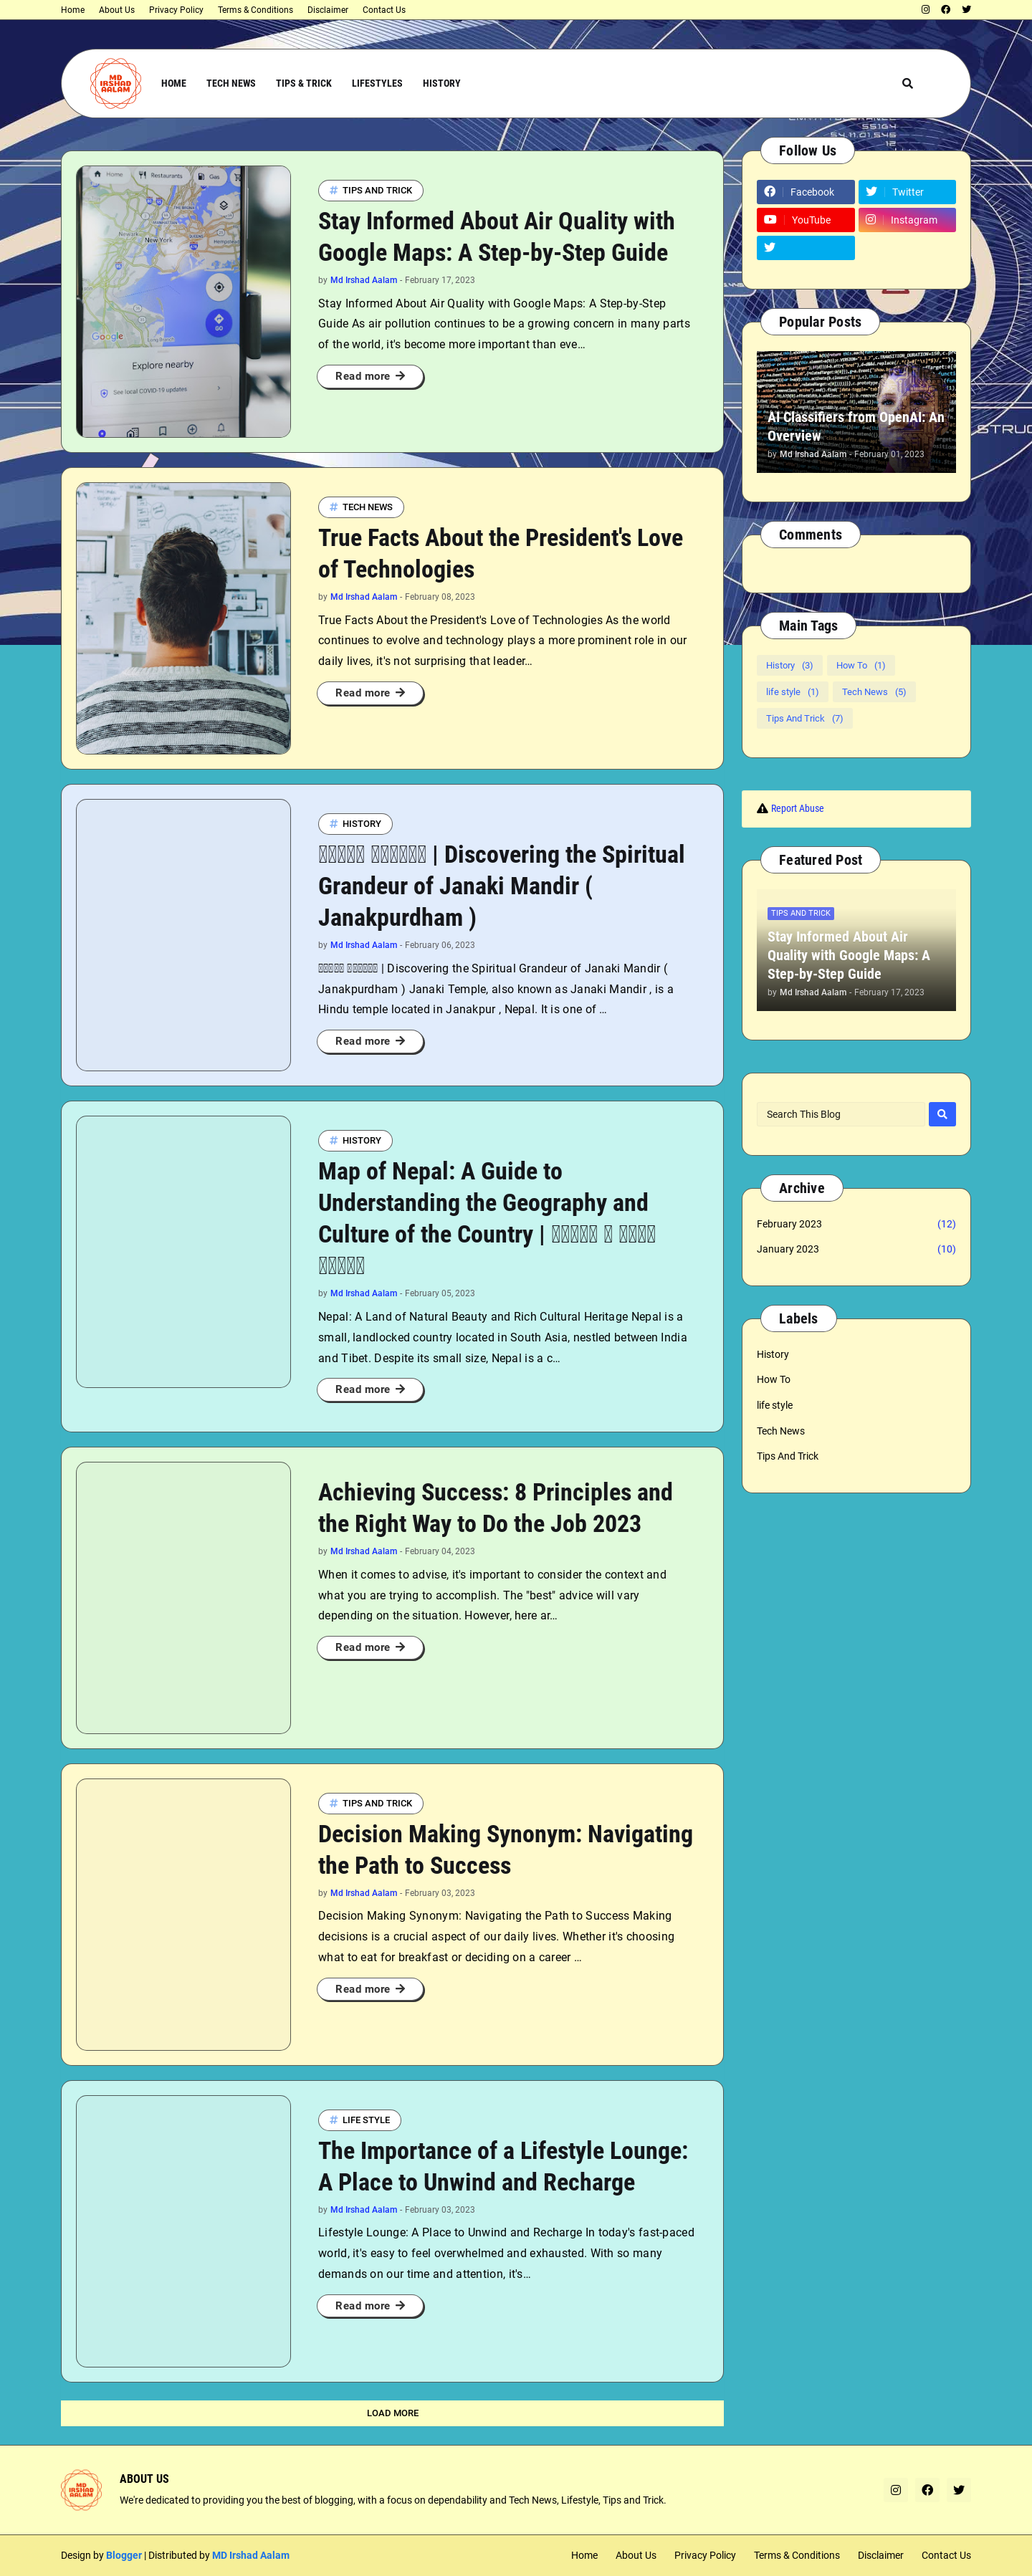 Home About Us Privacy Policy Terms & Conditions Disclaimer Contact Us
MD IRSHAD AALAM
HOME TECH NEWS TIPS & TRICK LIFESTYLES HISTORY
# TIPS AND TRICK
Stay Informed About Air Quality with
Google Maps: A Step-by-Step Guide
by Md Irshad Aalam - February 17, 2023
Stay Informed About Air Quality with Google Maps: A Step-by-Step
Guide As air pollution continues to be a growing concern in many parts
of the world, it's become more important than eve…
Read more
Home Restaurants Gas
New York
GO
Google
Explore nearby
See local COVID-19 updates
# TECH NEWS
True Facts About the President's Love
of Technologies
by Md Irshad Aalam - February 08, 2023
True Facts About the President's Love of Technologies As the world
continues to evolve and technology plays a more prominent role in our
daily lives, it's not surprising that leader…
Read more
# HISTORY
| Discovering the Spiritual
Grandeur of Janaki Mandir (
Janakpurdham )
by Md Irshad Aalam - February 06, 2023
| Discovering the Spiritual Grandeur of Janaki Mandir (
Janakpurdham ) Janaki Temple, also known as Janaki Mandir , is a
Hindu temple located in Janakpur , Nepal. It is one of …
Read more
# HISTORY
Map of Nepal: A Guide to
Understanding the Geography and
Culture of the Country |
by Md Irshad Aalam - February 05, 2023
Nepal: A Land of Natural Beauty and Rich Cultural Heritage Nepal is a
small, landlocked country located in South Asia, nestled between India
and Tibet. Despite its small size, Nepal is a c…
Read more
Achieving Success: 8 Principles and
the Right Way to Do the Job 2023
by Md Irshad Aalam - February 04, 2023
When it comes to advise, it's important to consider the context and
what you are trying to accomplish. The "best" advice will vary
depending on the situation. However, here ar…
Read more
# TIPS AND TRICK
Decision Making Synonym: Navigating
the Path to Success
by Md Irshad Aalam - February 03, 2023
Decision Making Synonym: Navigating the Path to Success Making
decisions is a crucial aspect of our daily lives. Whether it's choosing
what to eat for breakfast or deciding on a career …
Read more
# LIFE STYLE
The Importance of a Lifestyle Lounge:
A Place to Unwind and Recharge
by Md Irshad Aalam - February 03, 2023
Lifestyle Lounge: A Place to Unwind and Recharge In today's fast-paced
world, it's easy to feel overwhelmed and exhausted. With so many
demands on our time and attention, it's…
Read more
LOAD MORE
Follow Us
Facebook Twitter
YouTube Instagram
Popular Posts
AI Classifiers from OpenAI: An
Overview
by Md Irshad Aalam - February 01, 2023
Comments
Main Tags
History (3) How To (1)
life style (1) Tech News (5)
Tips And Trick (7)
Report Abuse
Featured Post
TIPS AND TRICK
Stay Informed About Air
Quality with Google Maps: A
Step-by-Step Guide
by Md Irshad Aalam - February 17, 2023
Search This Blog
Archive
February 2023 (12)
January 2023 (10)
Labels
History
How To
life style
Tech News
Tips And Trick
MD IRSHAD AALAM
ABOUT US
We're dedicated to providing you the best of blogging, with a focus on dependability and Tech News, Lifestyle, Tips and Trick.
Design by Blogger | Distributed by MD Irshad Aalam
Home About Us Privacy Policy Terms & Conditions Disclaimer Contact Us